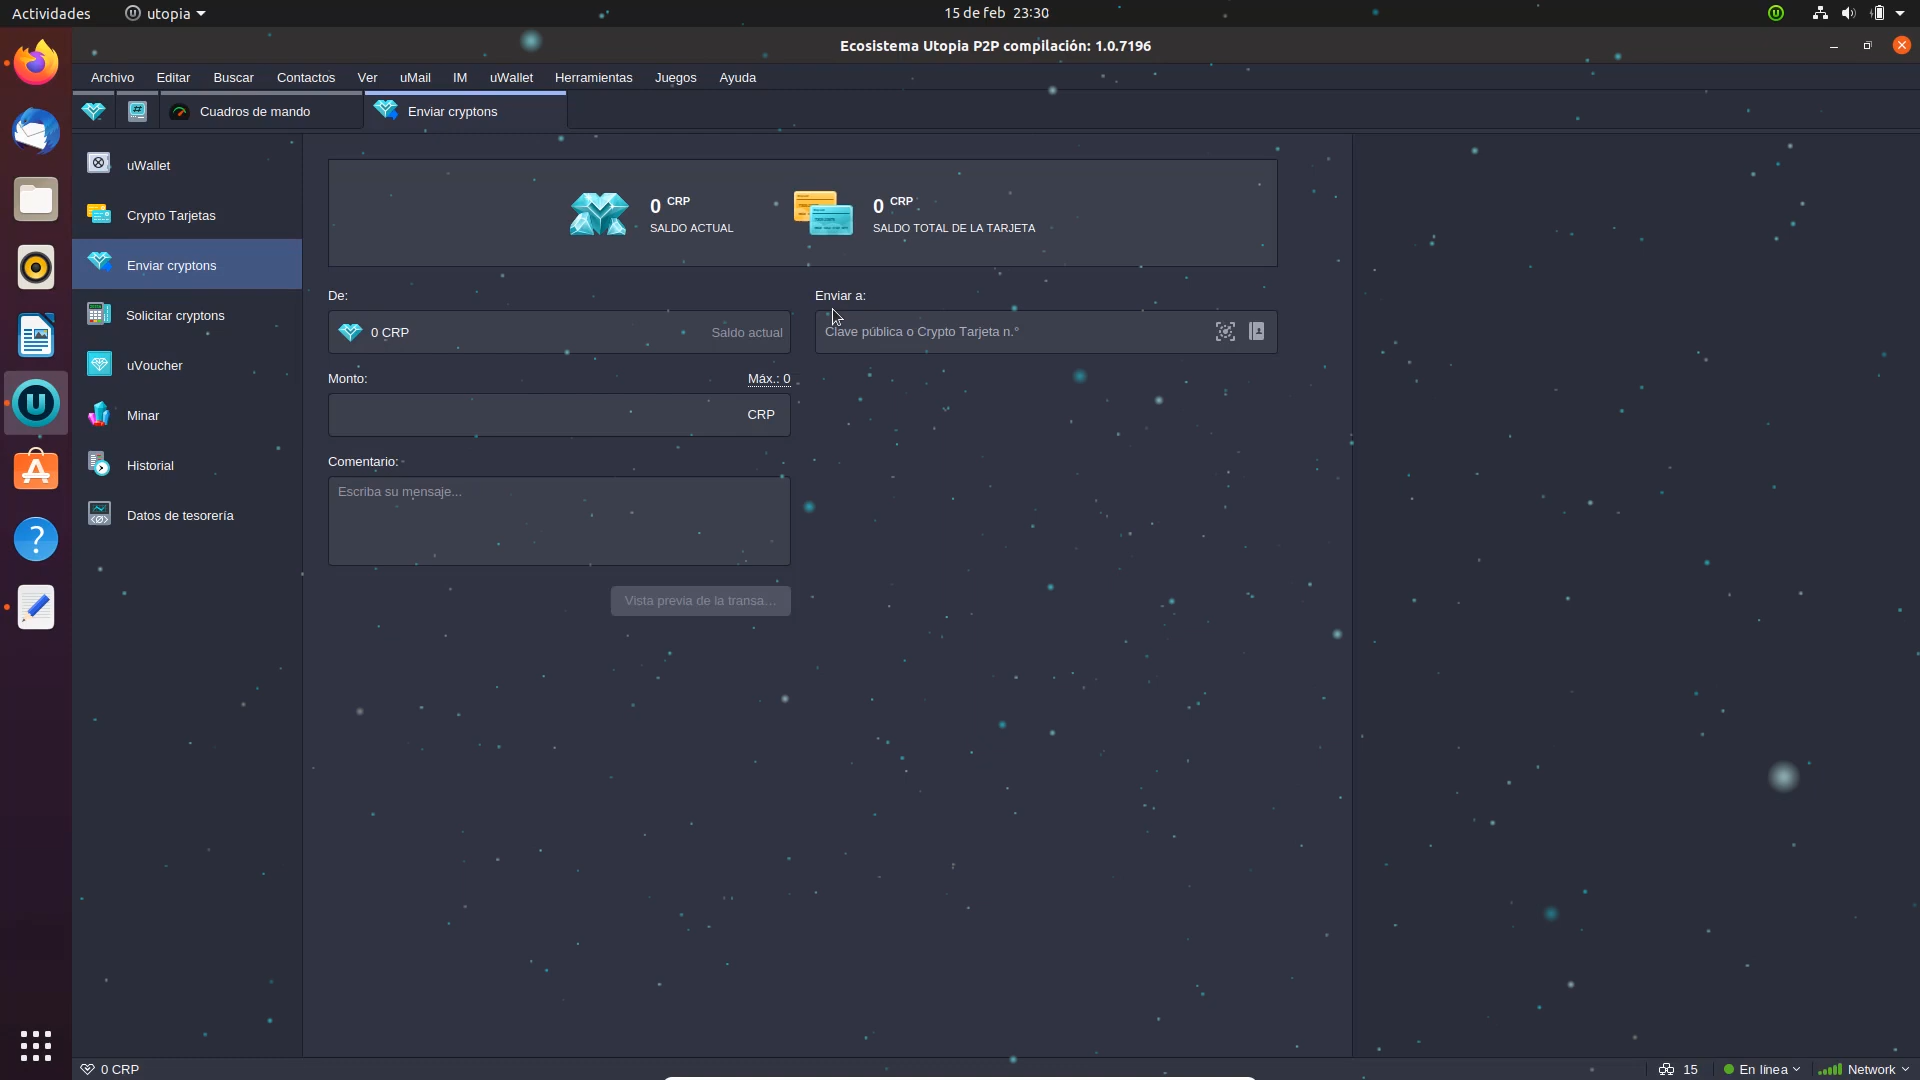 Actividades
utopia
15 de feb 23:30
Ecosistema Utopia P2P compilación: 1.0.7196
Archivo Editar Buscar Contactos Ver uMail IM uWallet Herramientas Juegos Ayuda
Cuadros de mando
Enviar cryptons
uWallet
Crypto Tarjetas
Enviar cryptons
Solicitar cryptons
uVoucher
Minar
Historial
Datos de tesorería
0 CRP
SALDO ACTUAL
0 CRP
SALDO TOTAL DE LA TARJETA
De:
0 CRP Saldo actual
Enviar a:
Clave pública o Crypto Tarjeta n.°
Monto: Máx.: 0
CRP
Comentario:
Escriba su mensaje...
Vista previa de la transa...
0 CRP
15
En línea
Network